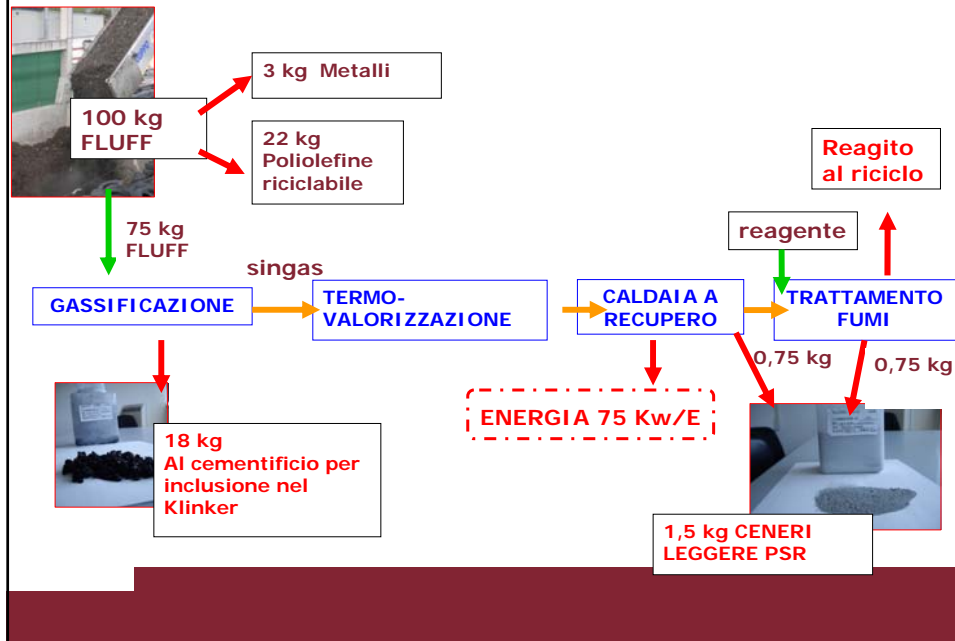 3 kg Metalli
100 kg
FLUFF
22 kg
Poliolefine
riciclabile
Reagito
al riciclo
75 kg
FLUFF
reagente
singas
GASSIFICAZIONE
TERMO-
VALORIZZAZIONE
CALDAIA A
RECUPERO
TRATTAMENTO
FUMI
0,75 kg
0,75 kg
ENERGIA 75 Kw/E
18 kg
Al cementificio per
inclusione nel
Klinker
1,5 kg CENERI
LEGGERE PSR